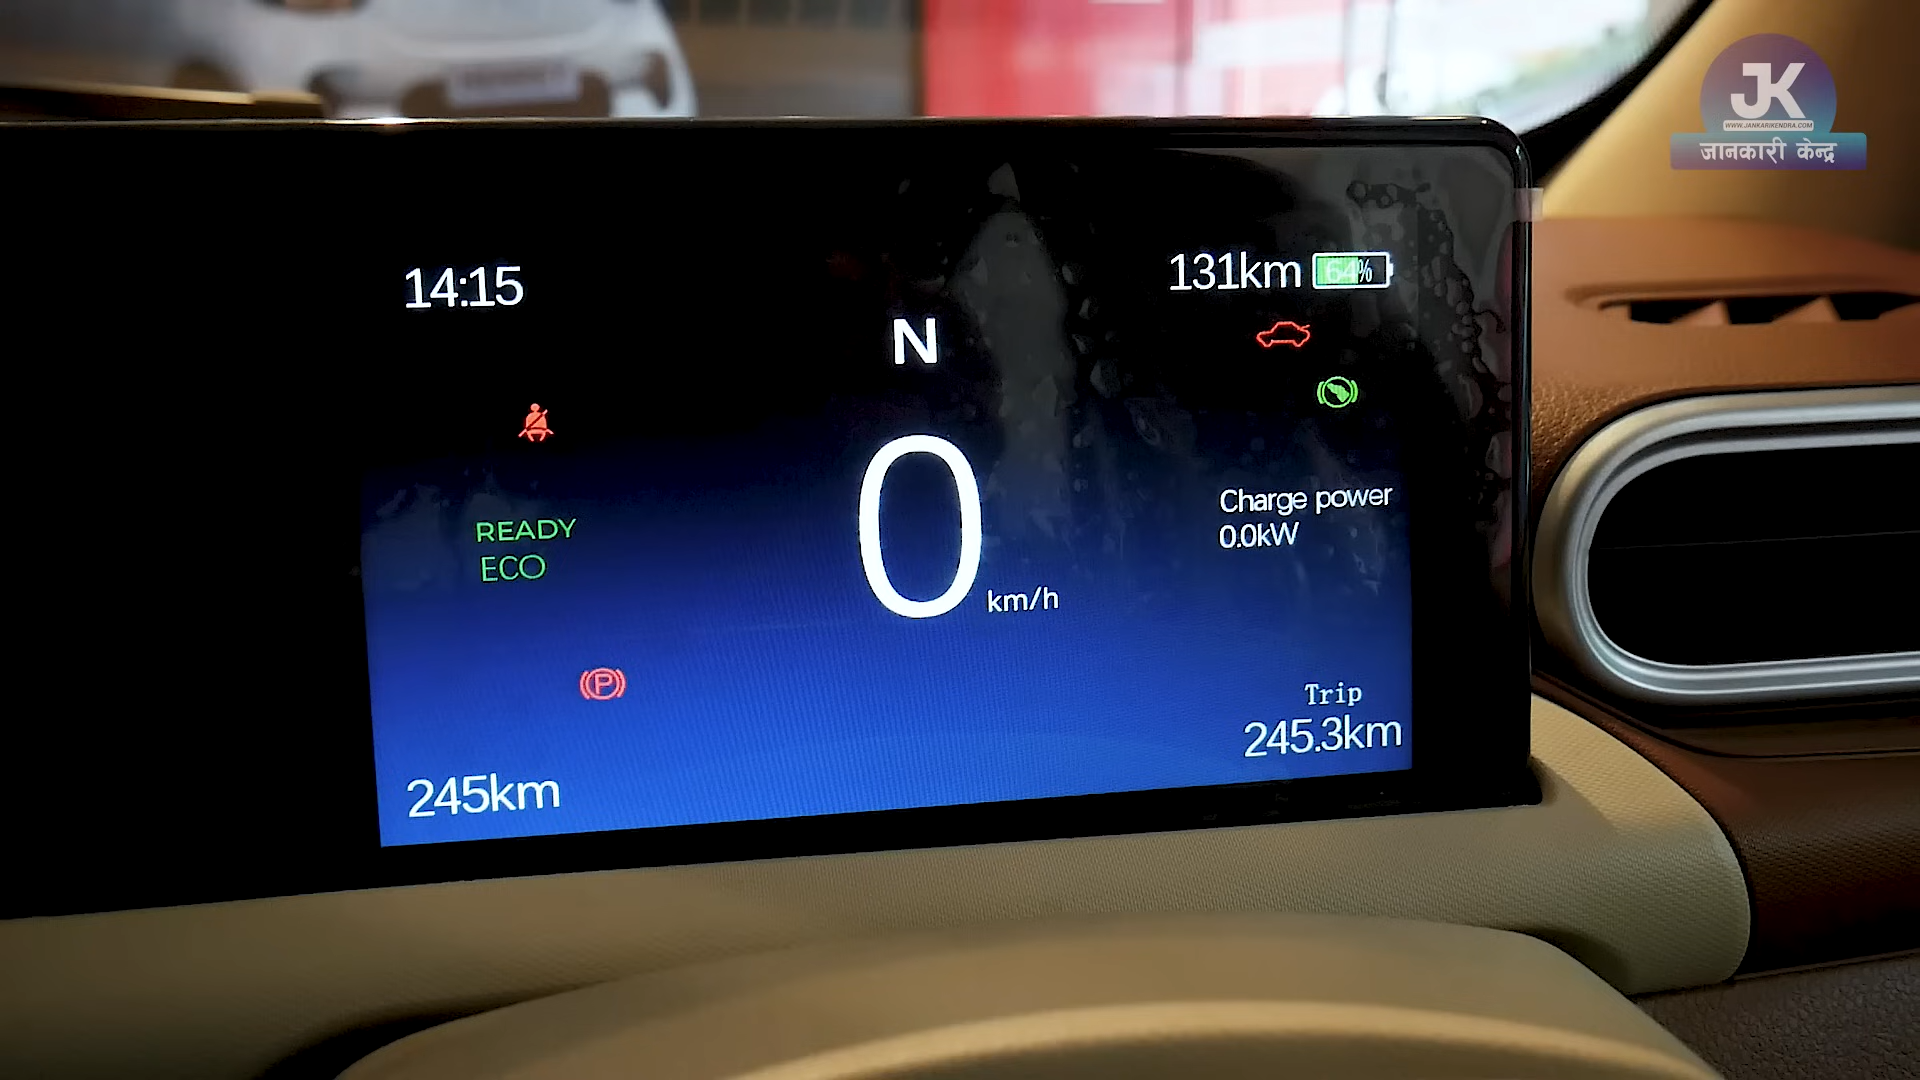 JK
WWW.JANKARIKENDRA.COM
जानकारी केन्द्र
14:15
131km 64%
N
READY
ECO
0 km/h
Charge power
0.0kW
P
Trip
245.3km
245km